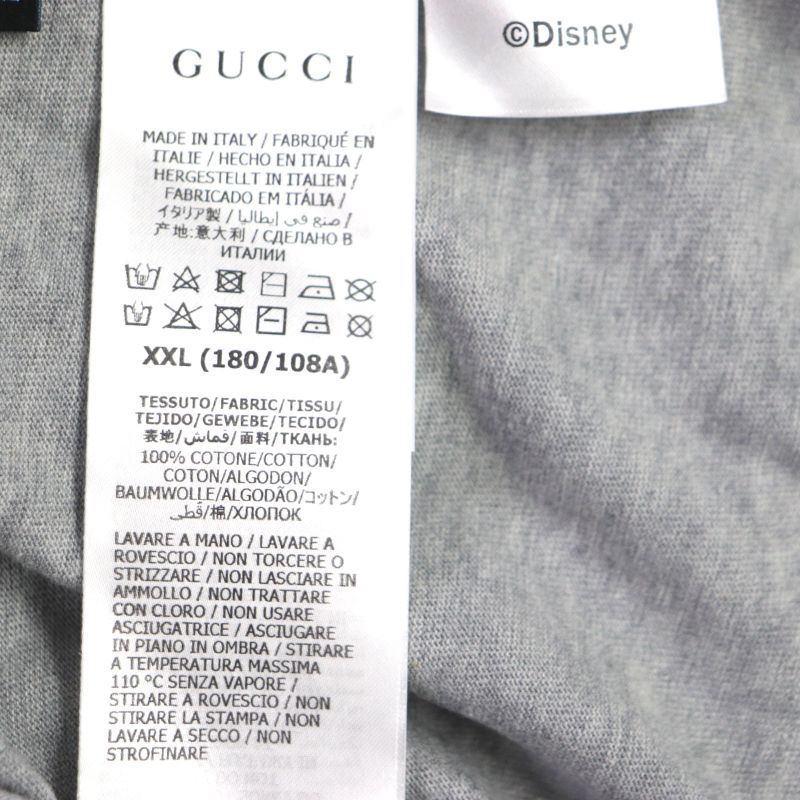 GUCCI
©Disney
MADE IN ITALY / FABRIQUÉ EN
ITALIE / HECHO EN ITALIA /
HERGESTELLT IN ITALIEN /
FABRICADO EM ITÁLIA /
イタリア製 / صنع في إيطاليا /
产地:意大利 / СДЕЛАНО В
ИТАЛИИ
XXL (180/108A)
TESSUTO/FABRIC/TISSU/
TEJIDO/GEWEBE/TECIDO/
表地/قماش/面料/ТКАНЬ:
100% COTONE/COTTON/
COTON/ALGODON/
BAUMWOLLE/ALGODÃO/コットン/
قطن/棉/ХЛОПОК
LAVARE A MANO / LAVARE A
ROVESCIO / NON TORCERE O
STRIZZARE / NON LASCIARE IN
AMMOLLO / NON TRATTARE
CON CLORO / NON USARE
ASCIUGATRICE / ASCIUGARE
IN PIANO IN OMBRA / STIRARE
A TEMPERATURA MASSIMA
110 °C SENZA VAPORE /
STIRARE A ROVESCIO / NON
STIRARE LA STAMPA / NON
LAVARE A SECCO / NON
STROFINARE